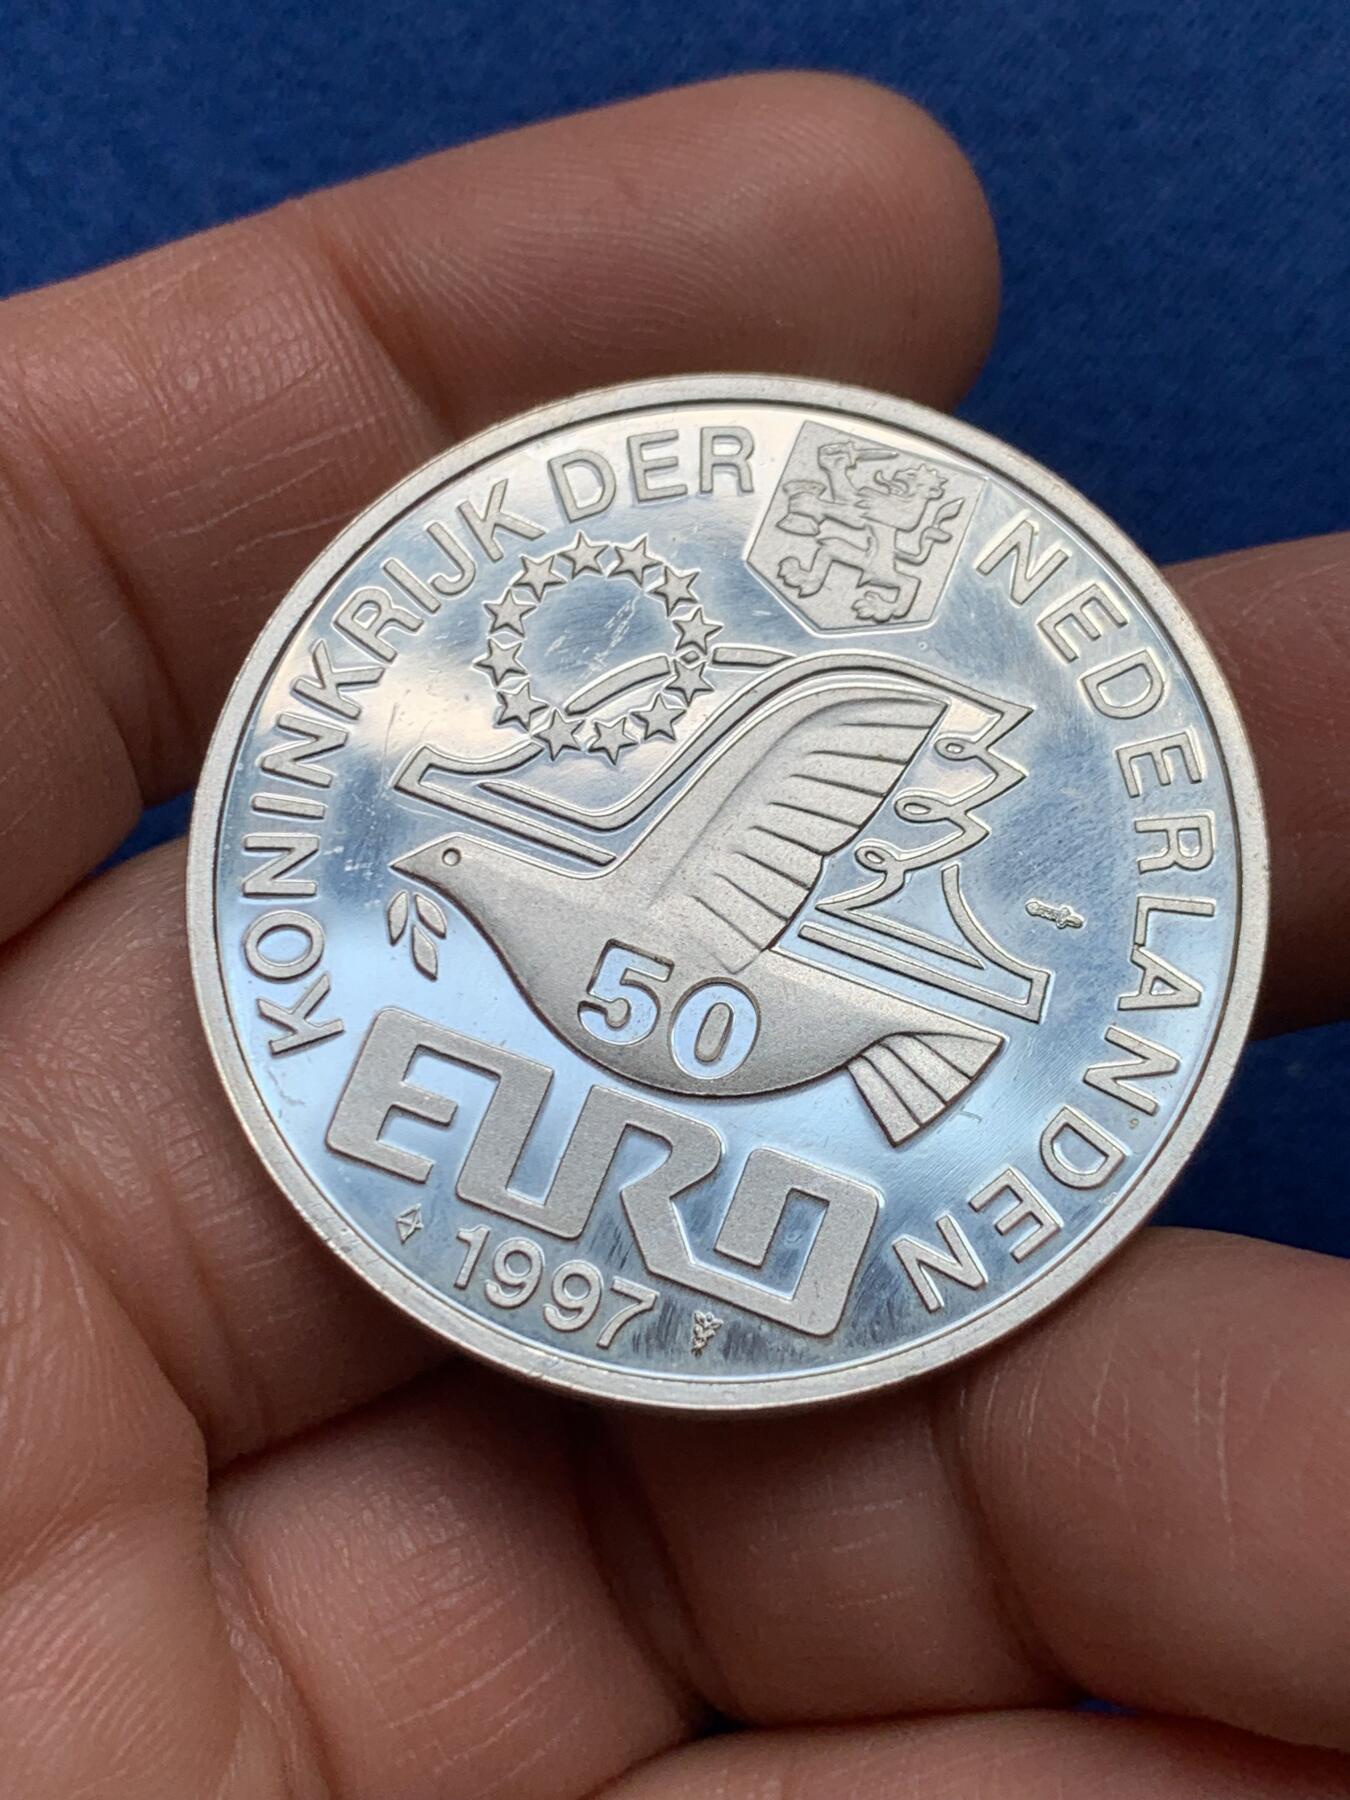 KONINKRIJK DER NEDERLANDEN
50
EURO
1997